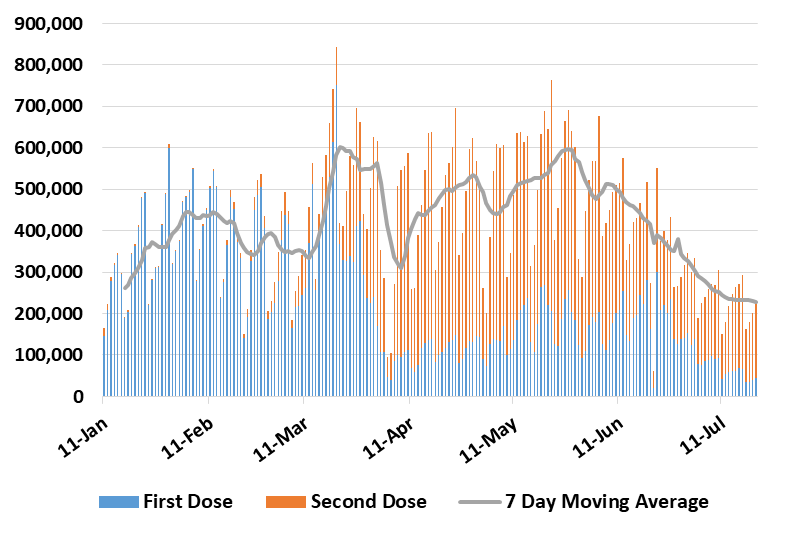 900,000
800,000
700,000
600,000
500,000
400,000
300,000
200,000
100,000
0
11-Jan
11-Feb
11-Mar
11-Apr
11-May
11-Jun
11-Jul
First Dose
Second Dose
7 Day Moving Average